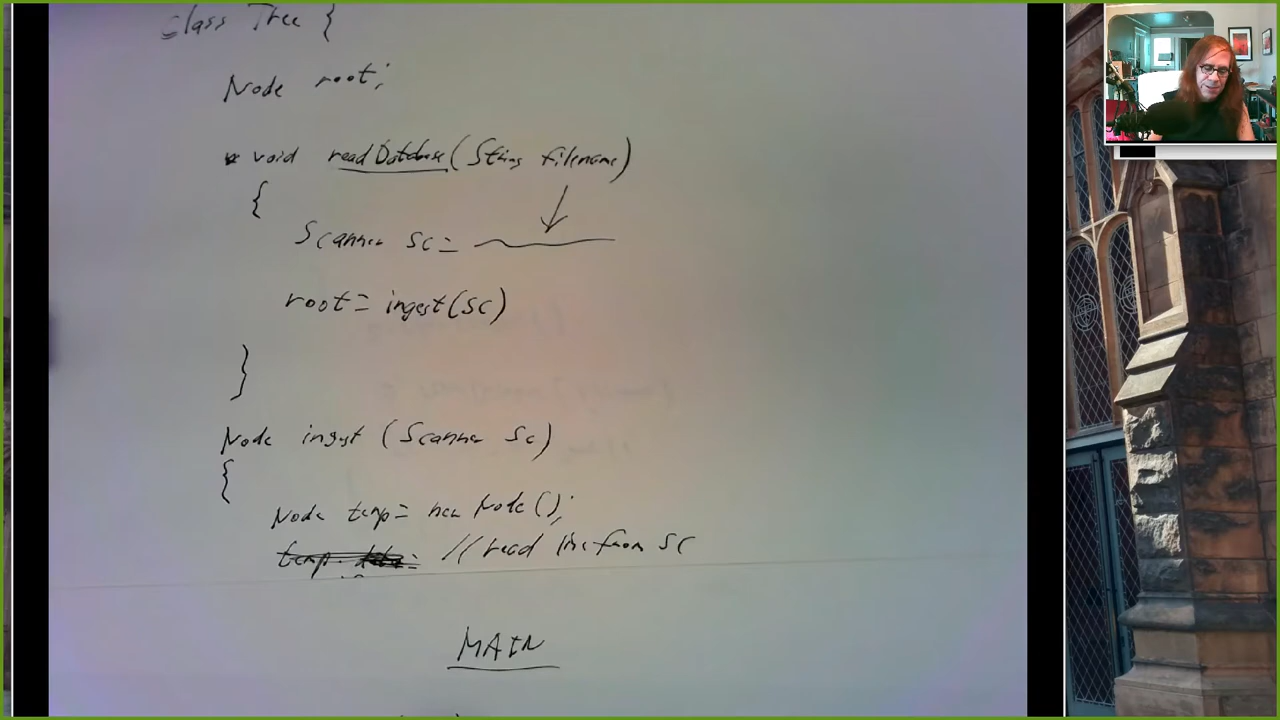 class Tree {
Node root;
void readDatabase(String filename)
{
Scanner sc =
root = ingest(sc)
}
Node ingest (Scanner sc)
{
Node temp = new Node();
// read line from sc
MAIN